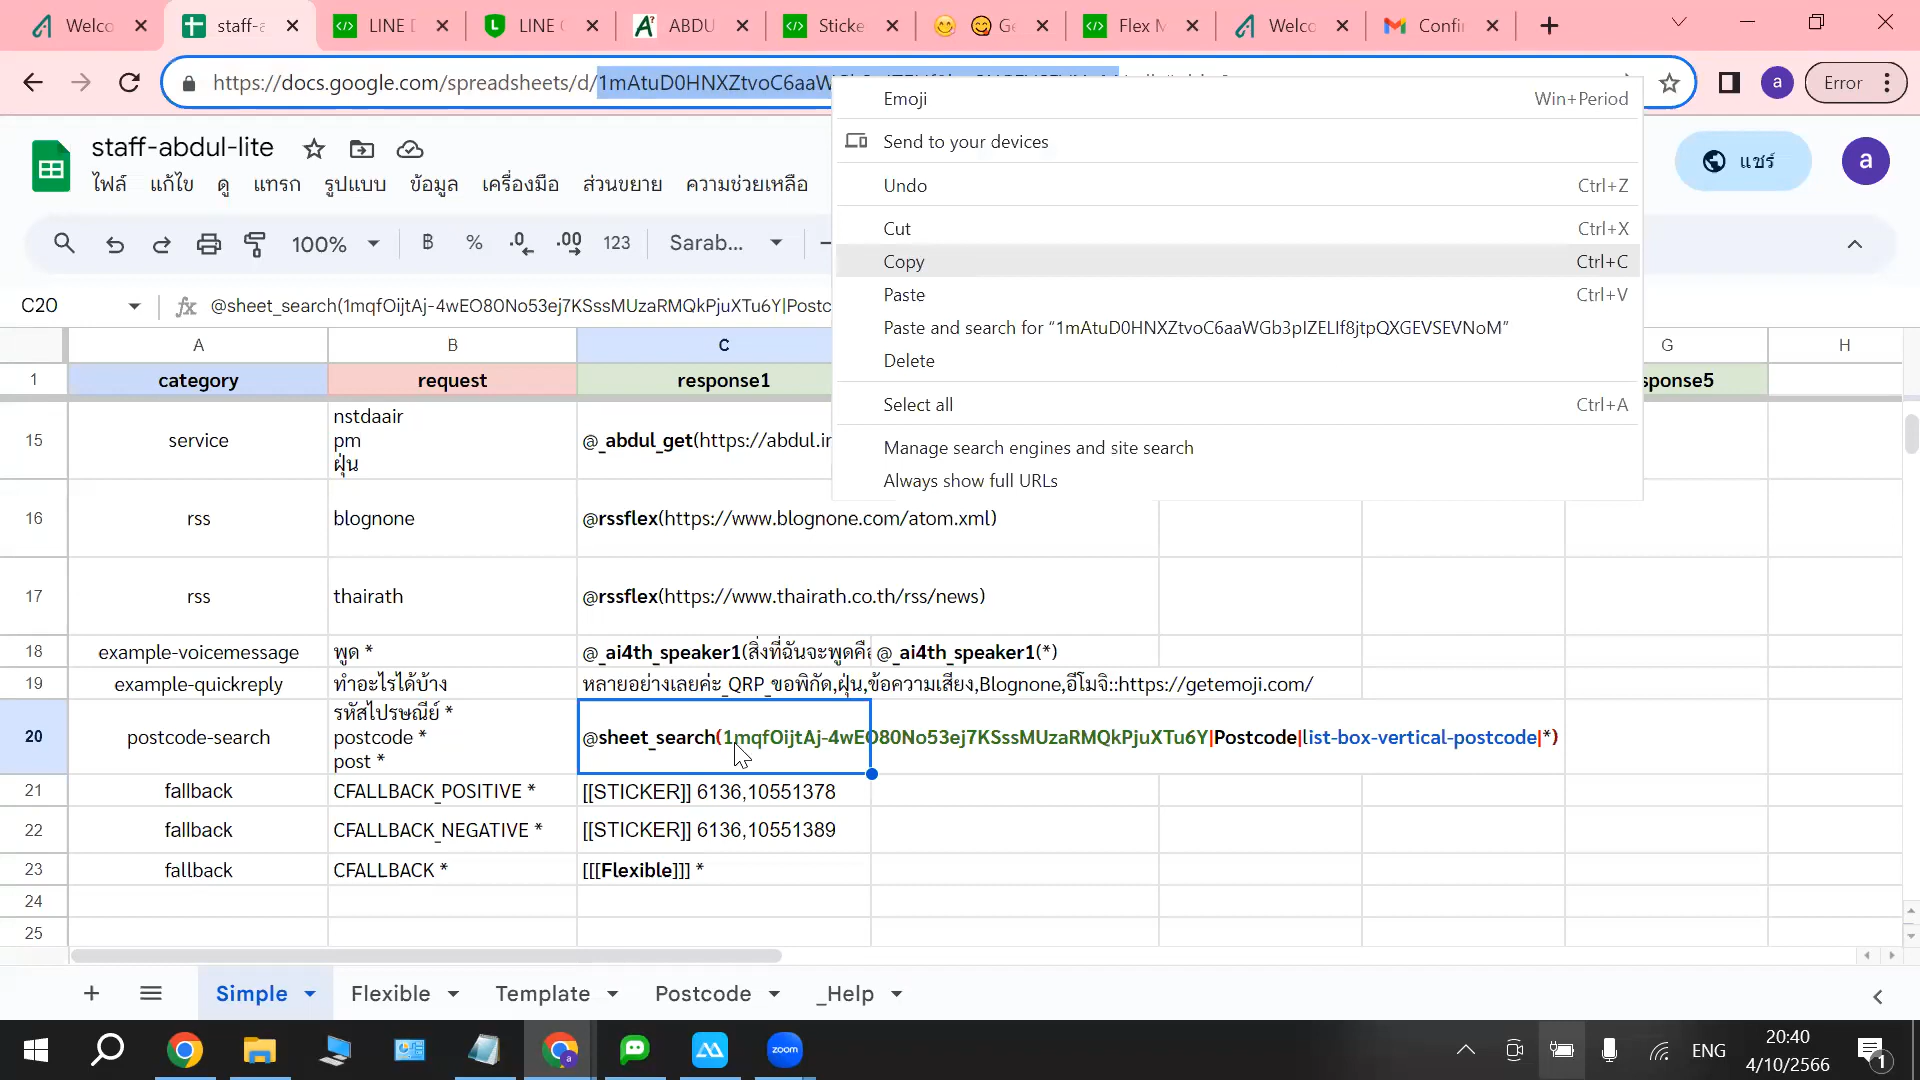 Welco
staff-a
LINE D
LINE C
ABDU
Sticke
Ge
Flex M
Welco
Confi
https://docs.google.com/spreadsheets/d/1mAtuD0HNXZtvoC6aaW
a
Error
staff-abdul-lite
แชร์
a
ไฟล์ แก้ไข ดู แทรก รูปแบบ ข้อมูล เครื่องมือ ส่วนขยาย ความช่วยเหลือ
100%
B % .0 .00 123 Sarab...
C20
fx @sheet_search(1mqfOijtAj-4wEO80No53ej7KSssMUzaRMQkPjuXTu6Y|Postc
Emoji Win+Period
Send to your devices
Undo Ctrl+Z
Cut Ctrl+X
Copy Ctrl+C
Paste Ctrl+V
Paste and search for “1mAtuD0HNXZtvoC6aaWGb3pIZELIf8jtpQXGEVSEVNoM”
Delete
Select all Ctrl+A
Manage search engines and site search
Always show full URLs
A B C G H
1 category request response1 sponse5
15 service nstdaair
pm
ฝุ่น
@_abdul_get(https://abdul.in
16 rss blognone @rssflex(https://www.blognone.com/atom.xml)
17 rss thairath @rssflex(https://www.thairath.co.th/rss/news)
18 example-voicemessage พูด * @_ai4th_speaker1(สิ่งที่ฉันจะพูดคื @_ai4th_speaker1(*)
19 example-quickreply ทำอะไรได้บ้าง หลายอย่างเลยค่ะ_QRP_ขอพิกัด,ฝุ่น,ข้อความเสียง,Blognone,อีโมจิ::https://getemoji.com/
20 postcode-search รหัสไปรษณีย์ *
postcode *
post *
@sheet_search(1mqfOijtAj-4wEO80No53ej7KSssMUzaRMQkPjuXTu6Y|Postcode|list-box-vertical-postcode|*)
21 fallback CFALLBACK_POSITIVE * [[STICKER]] 6136,10551378
22 fallback CFALLBACK_NEGATIVE * [[STICKER]] 6136,10551389
23 fallback CFALLBACK * [[[Flexible]]] *
24
25
Simple Flexible Template Postcode _Help
zoom
ENG
20:40
4/10/2566
1